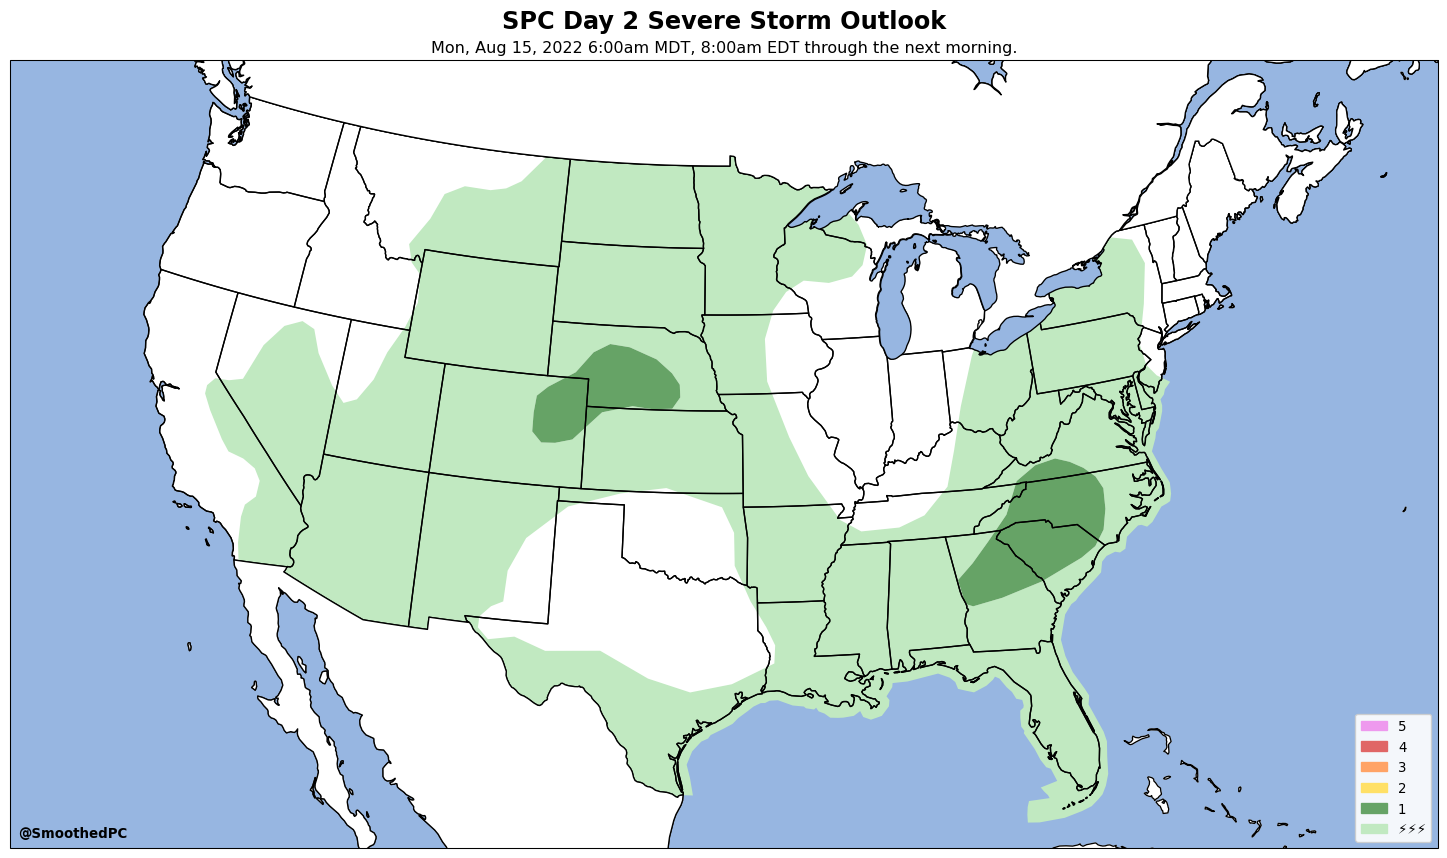 SPC Day 2 Severe Storm Outlook
Mon, Aug 15, 2022 6:00am MDT, 8:00am EDT through the next morning.
5
4
3
2
1
⚡⚡⚡
@SmoothedPC